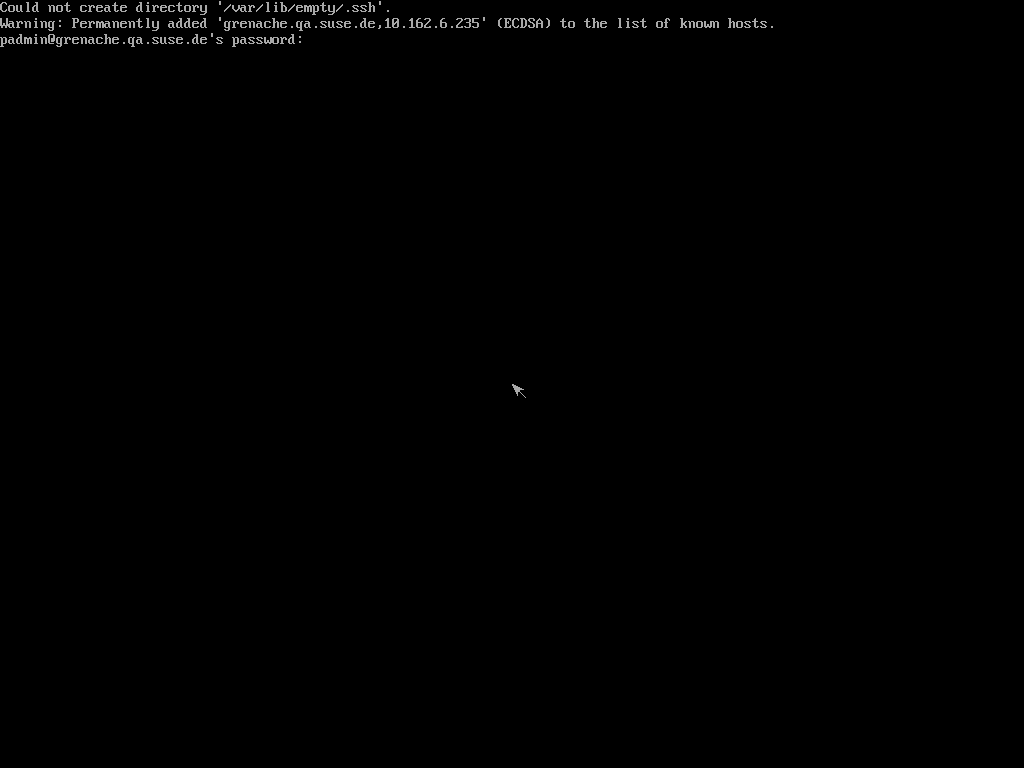 Could not create directory '/var/lib/empty/.ssh'.
Warning: Permanently added 'grenache.qa.suse.de,10.162.6.235' (ECDSA) to the list of known hosts.
padmin@grenache.qa.suse.de's password: